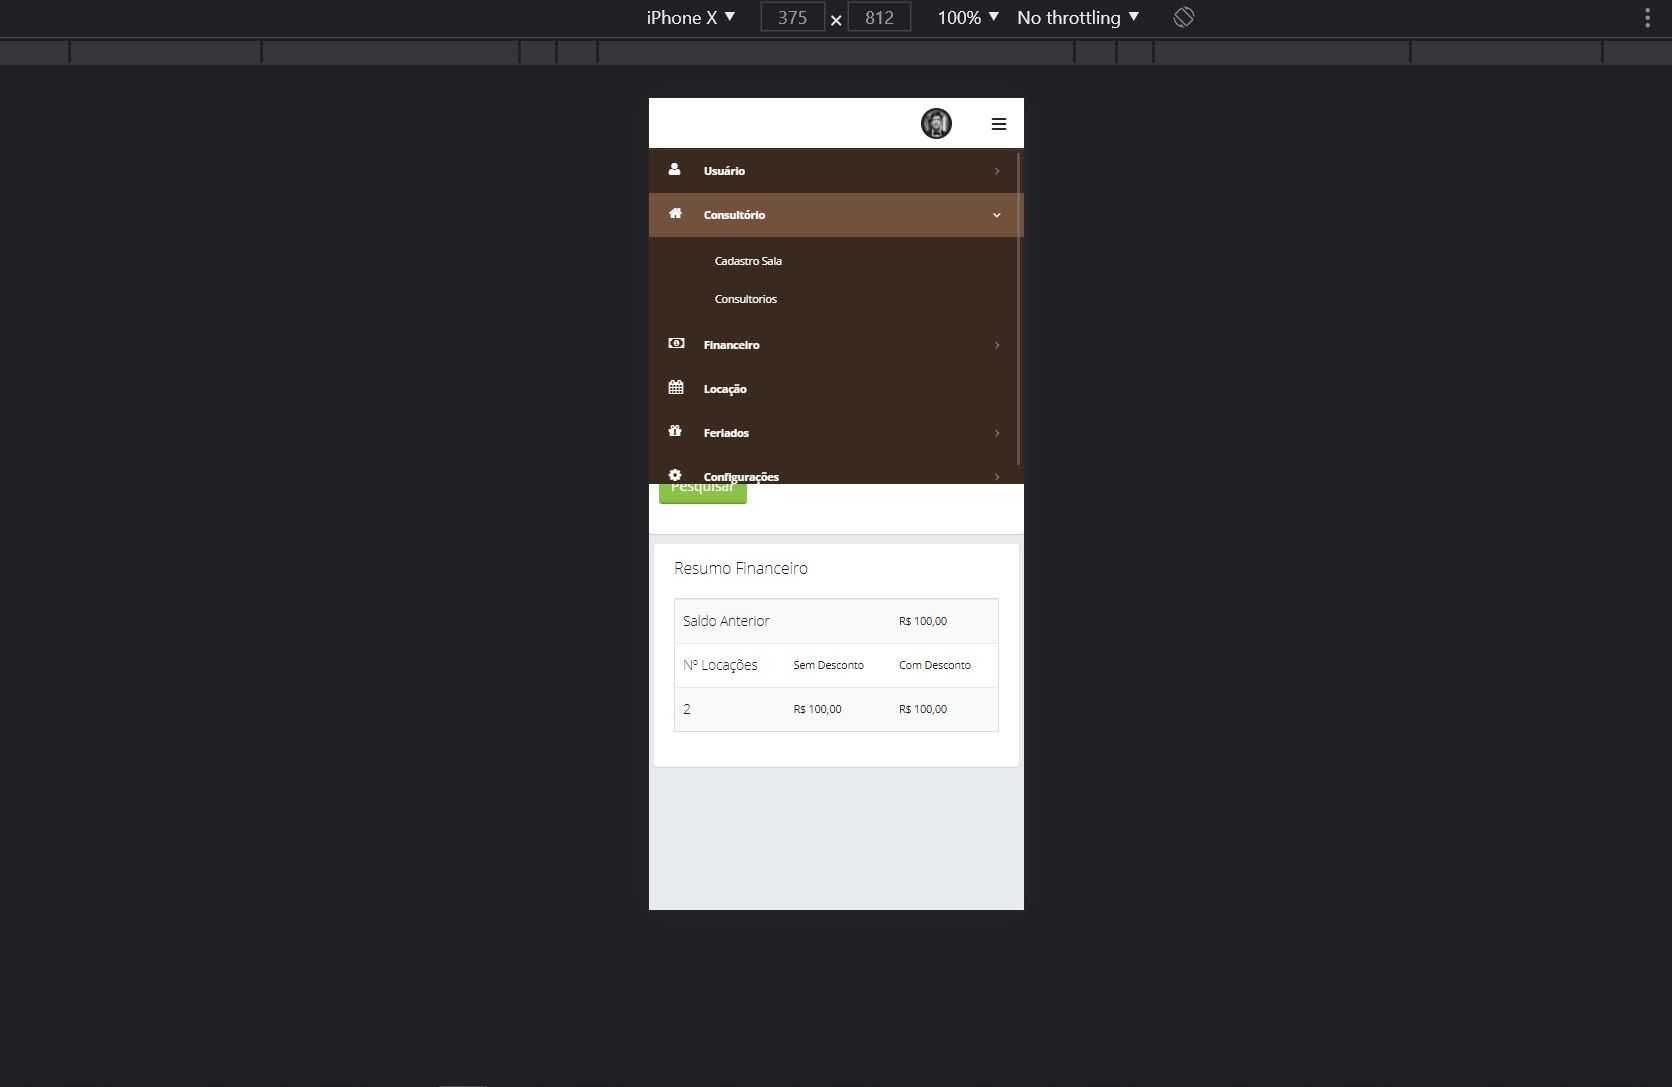 iPhone X ▼ 375 × 812 100% ▼ No throttling ▼
Usuário
Consultório
Cadastro Sala
Consultorios
Financeiro
Locação
Feriados
Configurações
Pesquisar
Resumo Financeiro
Saldo Anterior R$ 100,00
Nº Locações Sem Desconto Com Desconto
2 R$ 100,00 R$ 100,00